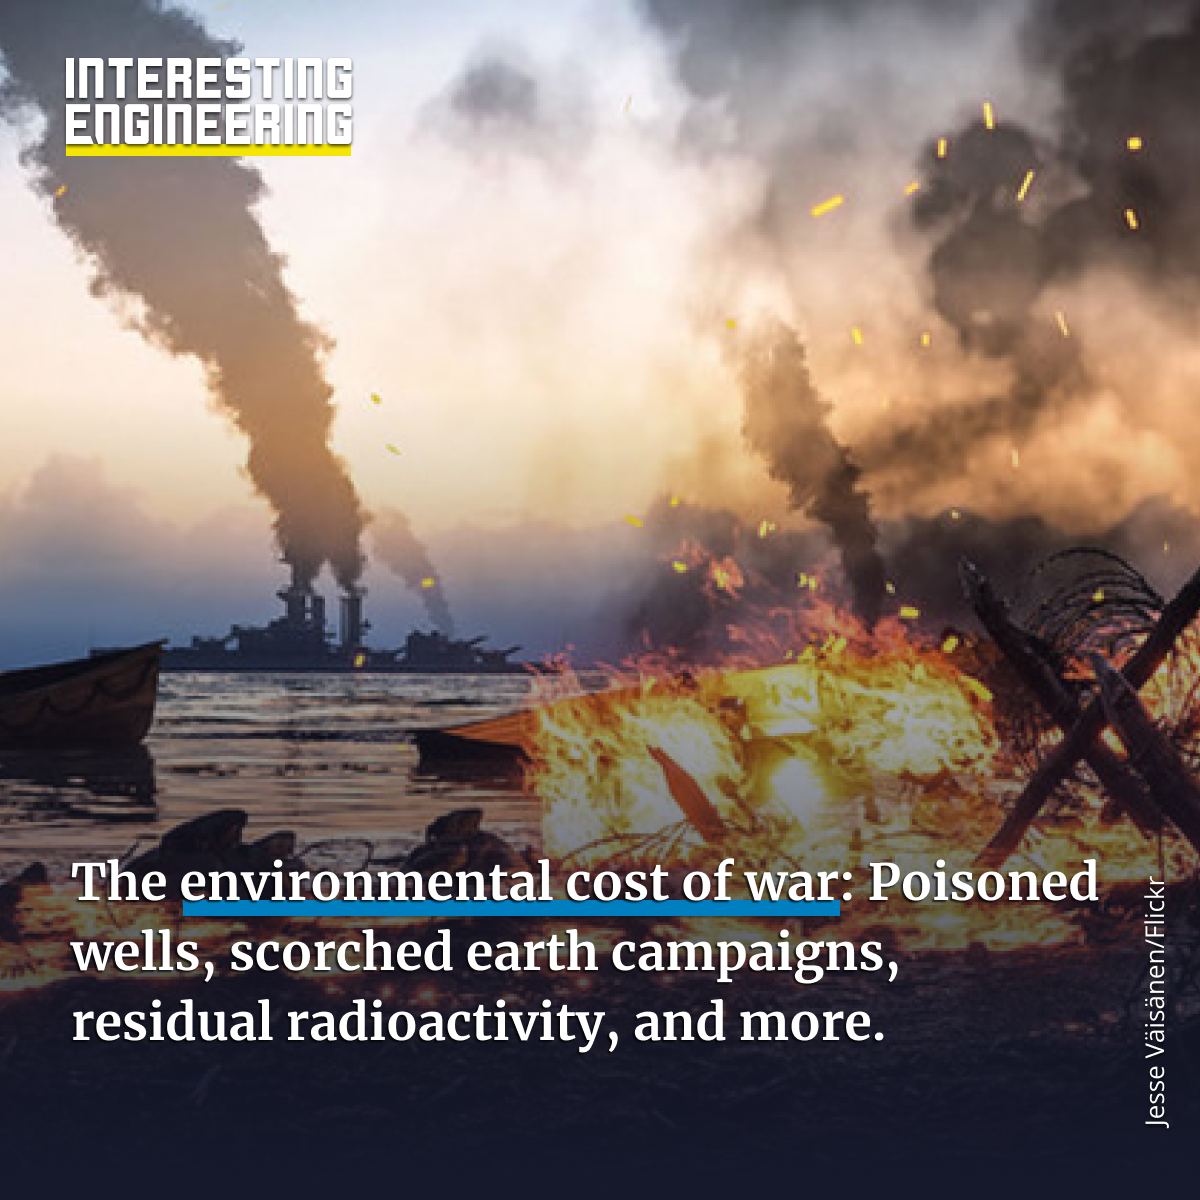 INTERESTING
ENGINEERING
The environmental cost of war: Poisoned
wells, scorched earth campaigns,
residual radioactivity, and more.
Jesse Väisänen/Flickr